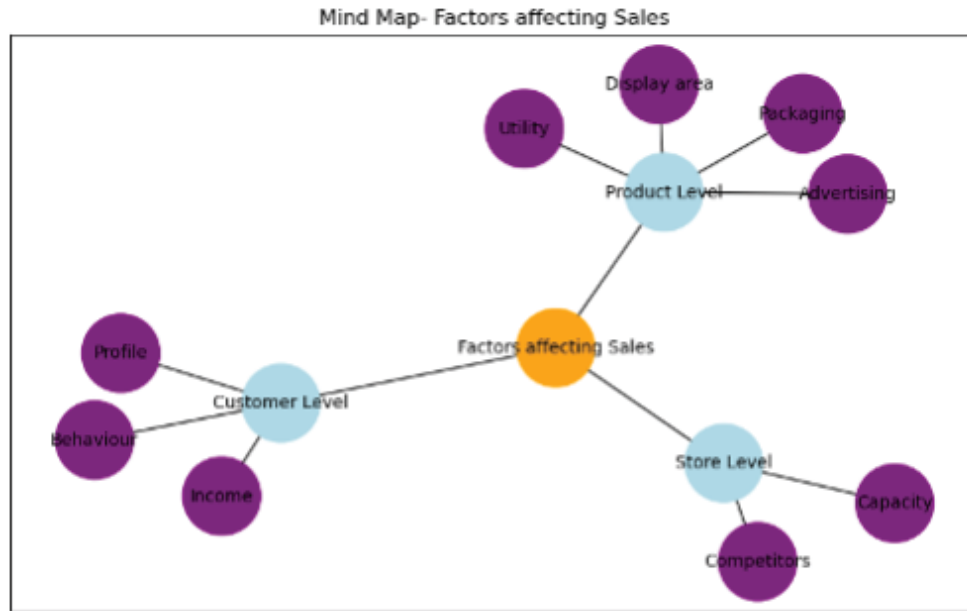 Mind Map- Factors affecting Sales
Display area
Packaging
Utility
Product Level
Advertising
Factors affecting Sales
Profile
Customer Level
Behaviour
Income
Store Level
Capacity
Competitors